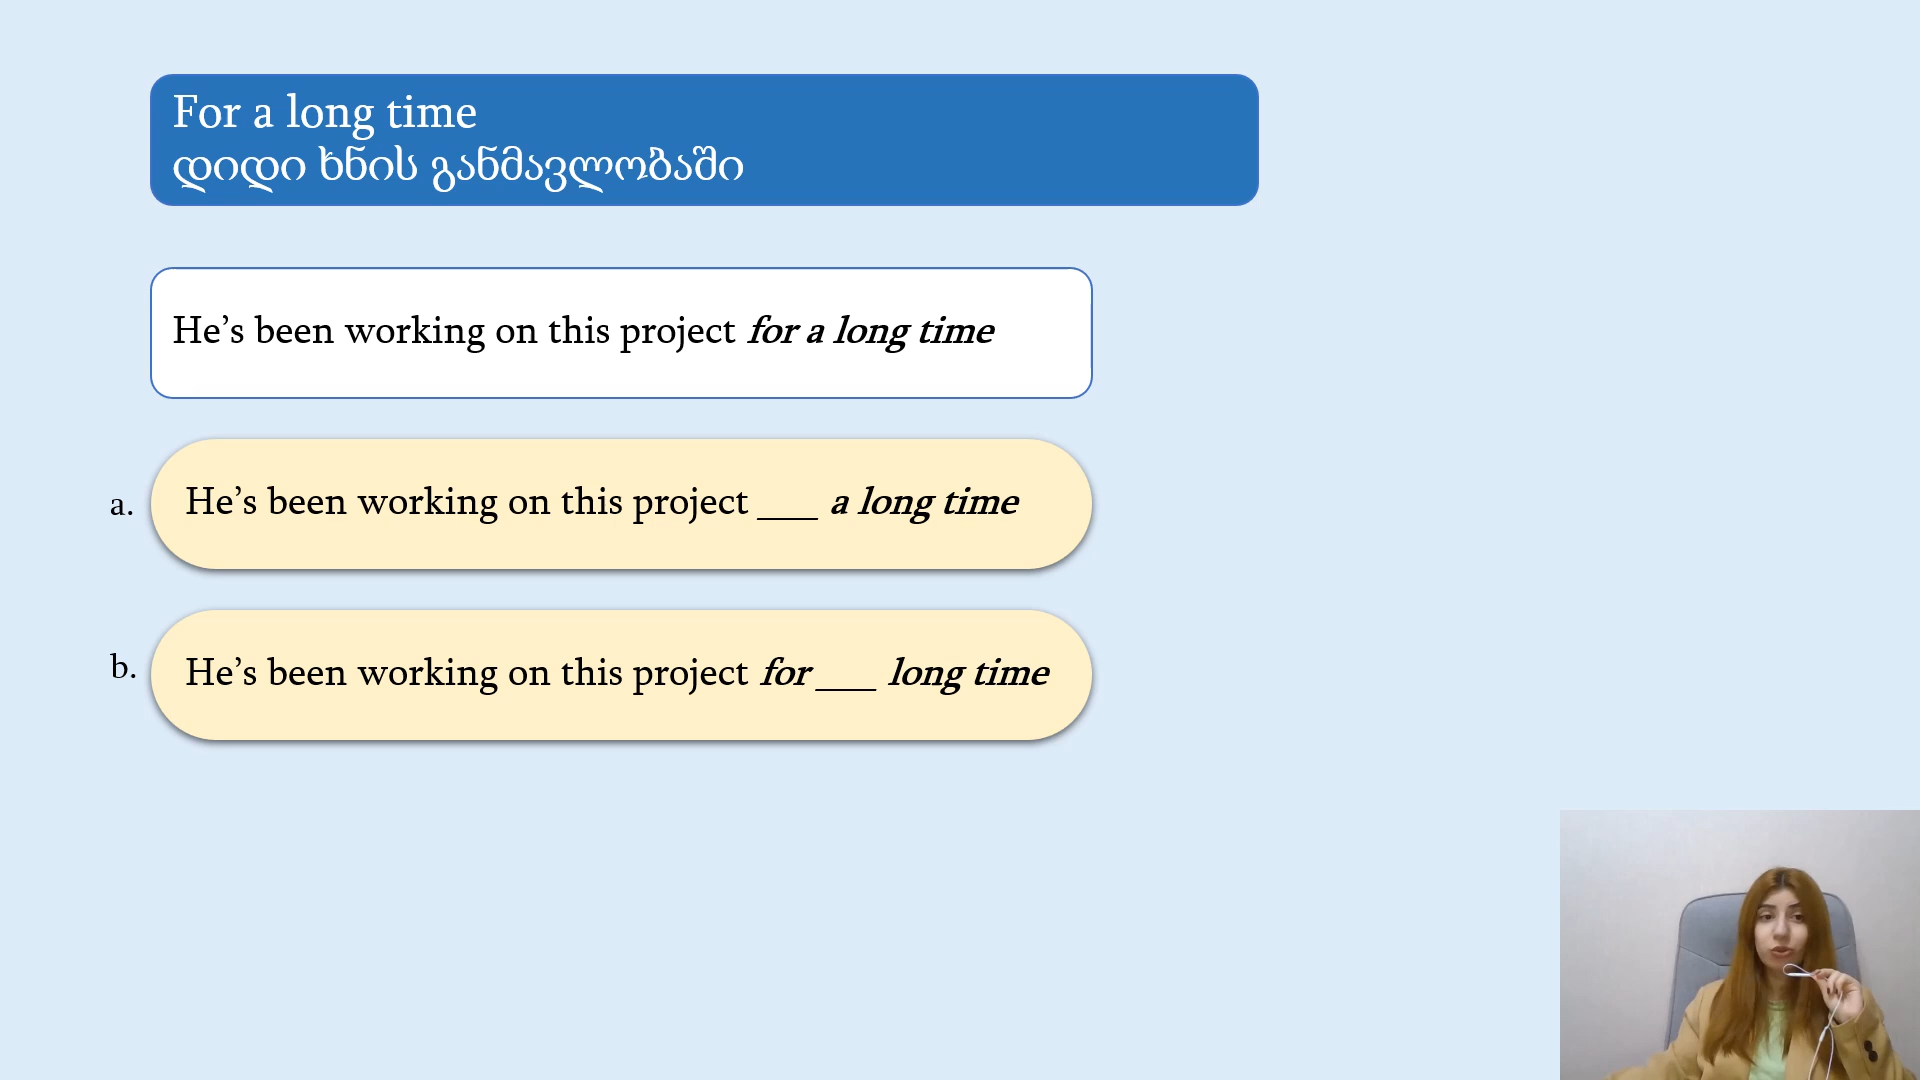 For a long time
დიდი ხნის განმავლობაში
He’s been working on this project for a long time
a.
He’s been working on this project ___ a long time
b.
He’s been working on this project for ___ long time